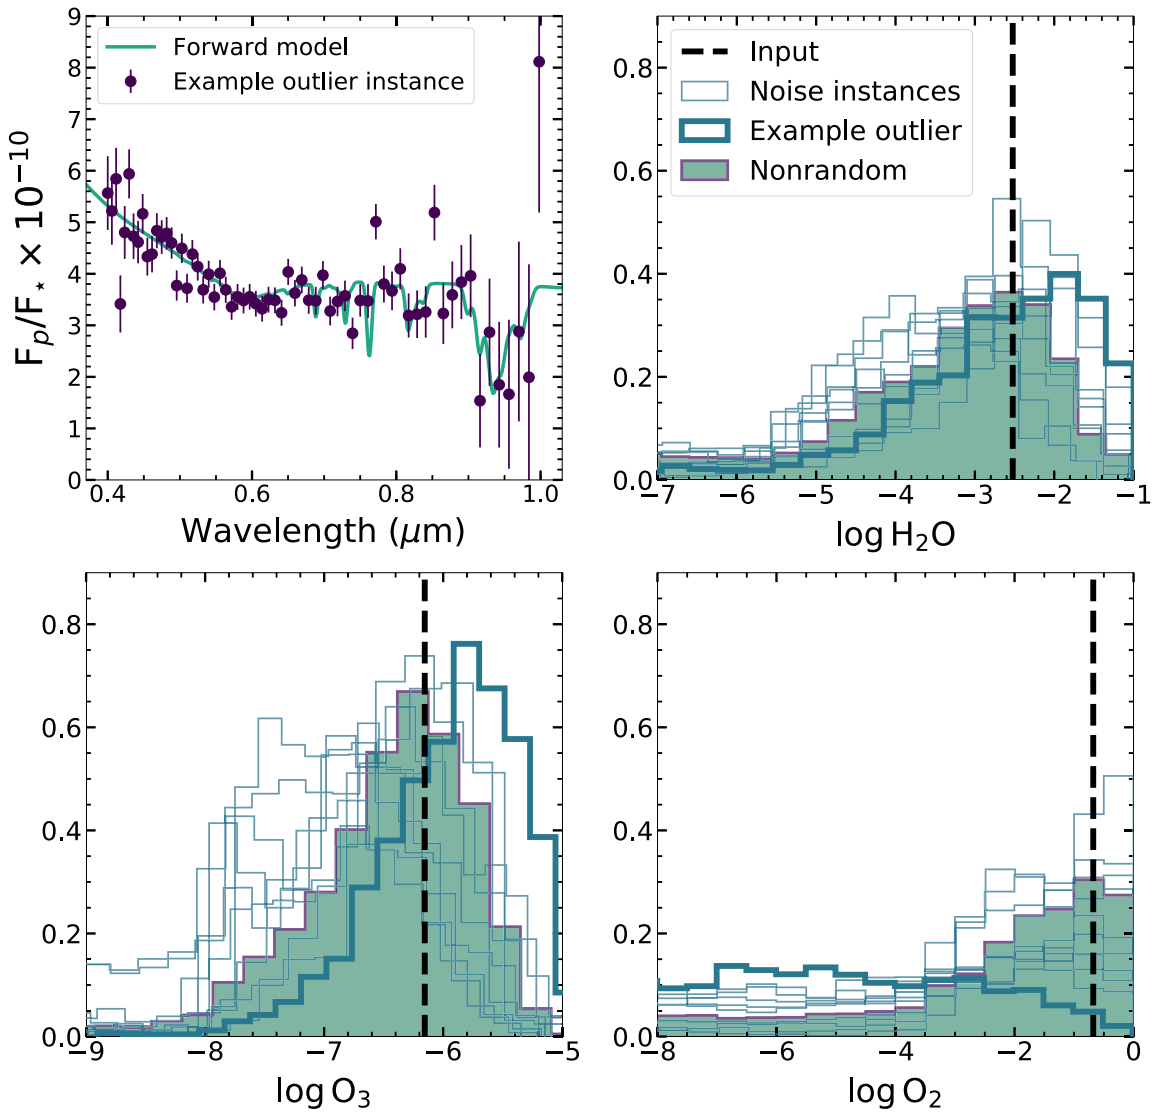 Forward model
Example outlier instance
F_p/F_⋆ × 10^−10
9
8
7
6
5
4
3
2
1
0
0.4 0.6 0.8 1.0
Wavelength (μm)
Input
Noise instances
Example outlier
Nonrandom
0.8
0.6
0.4
0.2
0.0
−7 −6 −5 −4 −3 −2 −1
log H₂O
0.8
0.6
0.4
0.2
0.0
−9 −8 −7 −6 −5
log O₃
0.8
0.6
0.4
0.2
0.0
−8 −6 −4 −2 0
log O₂